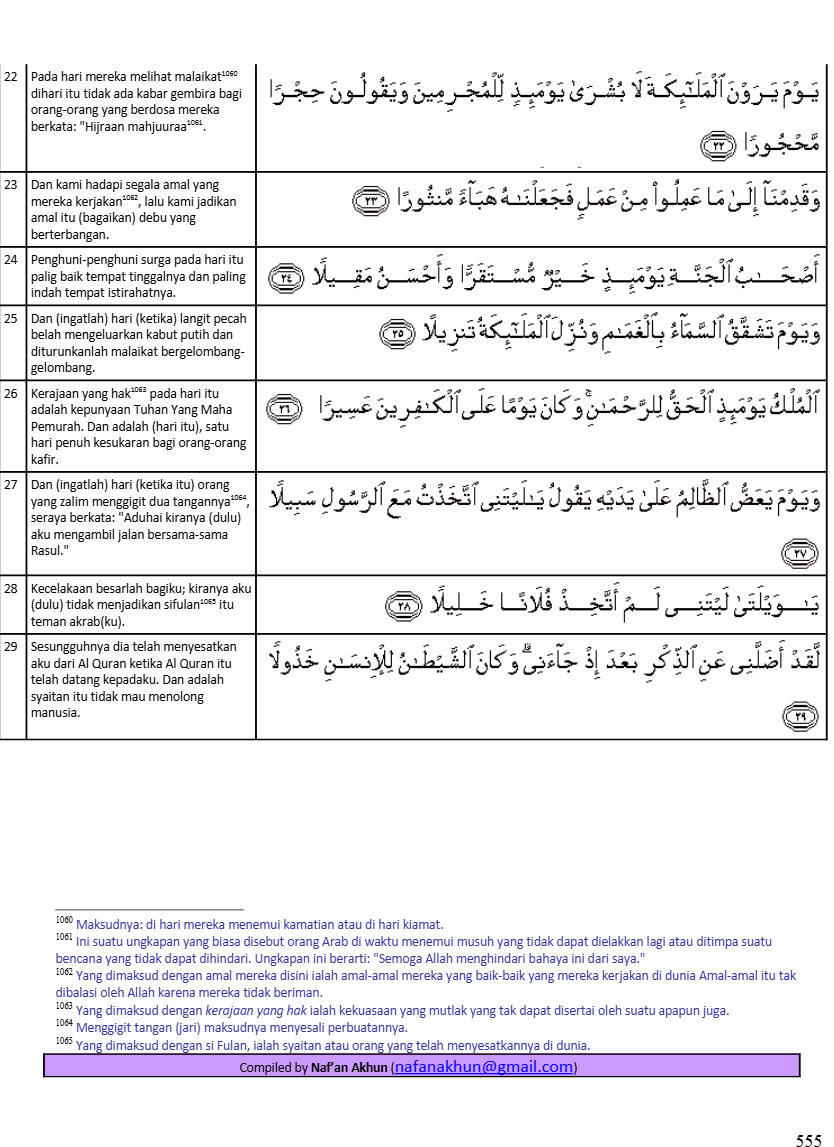 22
Pada hari mereka melihat malaikat¹⁰⁶⁰
dihari itu tidak ada kabar gembira bagi
orang-orang yang berdosa mereka
berkata: "Hijraan mahjuuraa¹⁰⁶¹.
يَوْمَ يَرَوْنَ ٱلْمَلَـٰٓئِكَةَ لَا بُشْرَىٰ يَوْمَئِذٍ لِّلْمُجْرِمِينَ وَيَقُولُونَ حِجْرًا
مَّحْجُورًا ٢٢
23
Dan kami hadapi segala amal yang
mereka kerjakan¹⁰⁶², lalu kami jadikan
amal itu (bagaikan) debu yang
berterbangan.
وَقَدِمْنَآ إِلَىٰ مَا عَمِلُوا۟ مِنْ عَمَلٍ فَجَعَلْنَـٰهُ هَبَآءً مَّنثُورًا ٢٣
24
Penghuni-penghuni surga pada hari itu
palig baik tempat tinggalnya dan paling
indah tempat istirahatnya.
أَصْحَـٰبُ ٱلْجَنَّةِ يَوْمَئِذٍ خَيْرٌ مُّسْتَقَرًّا وَأَحْسَنُ مَقِيلًا ٢٤
25
Dan (ingatlah) hari (ketika) langit pecah
belah mengeluarkan kabut putih dan
diturunkanlah malaikat bergelombang-
gelombang.
وَيَوْمَ تَشَقَّقُ ٱلسَّمَآءُ بِٱلْغَمَـٰمِ وَنُزِّلَ ٱلْمَلَـٰٓئِكَةُ تَنزِيلًا ٢٥
26
Kerajaan yang hak¹⁰⁶³ pada hari itu
adalah kepunyaan Tuhan Yang Maha
Pemurah. Dan adalah (hari itu), satu
hari penuh kesukaran bagi orang-orang
kafir.
ٱلْمُلْكُ يَوْمَئِذٍ ٱلْحَقُّ لِلرَّحْمَـٰنِ ۚ وَكَانَ يَوْمًا عَلَى ٱلْكَـٰفِرِينَ عَسِيرًا ٢٦
27
Dan (ingatlah) hari (ketika itu) orang
yang zalim menggigit dua tangannya¹⁰⁶⁴,
seraya berkata: "Aduhai kiranya (dulu)
aku mengambil jalan bersama-sama
Rasul."
وَيَوْمَ يَعَضُّ ٱلظَّالِمُ عَلَىٰ يَدَيْهِ يَقُولُ يَـٰلَيْتَنِى ٱتَّخَذْتُ مَعَ ٱلرَّسُولِ سَبِيلًا
٢٧
28
Kecelakaan besarlah bagiku; kiranya aku
(dulu) tidak menjadikan sifulan¹⁰⁶⁵ itu
teman akrab(ku).
يَـٰوَيْلَتَىٰ لَيْتَنِى لَمْ أَتَّخِذْ فُلَانًا خَلِيلًا ٢٨
29
Sesungguhnya dia telah menyesatkan
aku dari Al Quran ketika Al Quran itu
telah datang kepadaku. Dan adalah
syaitan itu tidak mau menolong
manusia.
لَّقَدْ أَضَلَّنِى عَنِ ٱلذِّكْرِ بَعْدَ إِذْ جَآءَنِى ۗ وَكَانَ ٱلشَّيْطَـٰنُ لِلْإِنسَـٰنِ خَذُولًا
٢٩
¹⁰⁶⁰ Maksudnya: di hari mereka menemui kamatian atau di hari kiamat.
¹⁰⁶¹ Ini suatu ungkapan yang biasa disebut orang Arab di waktu menemui musuh yang tidak dapat dielakkan lagi atau ditimpa suatu
bencana yang tidak dapat dihindari. Ungkapan ini berarti: "Semoga Allah menghindari bahaya ini dari saya."
¹⁰⁶² Yang dimaksud dengan amal mereka disini ialah amal-amal mereka yang baik-baik yang mereka kerjakan di dunia Amal-amal itu tak
dibalasi oleh Allah karena mereka tidak beriman.
¹⁰⁶³ Yang dimaksud dengan kerajaan yang hak ialah kekuasaan yang mutlak yang tak dapat disertai oleh suatu apapun juga.
¹⁰⁶⁴ Menggigit tangan (jari) maksudnya menyesali perbuatannya.
¹⁰⁶⁵ Yang dimaksud dengan si Fulan, ialah syaitan atau orang yang telah menyesatkannya di dunia.
Compiled by Naf'an Akhun (nafanakhun@gmail.com)
555